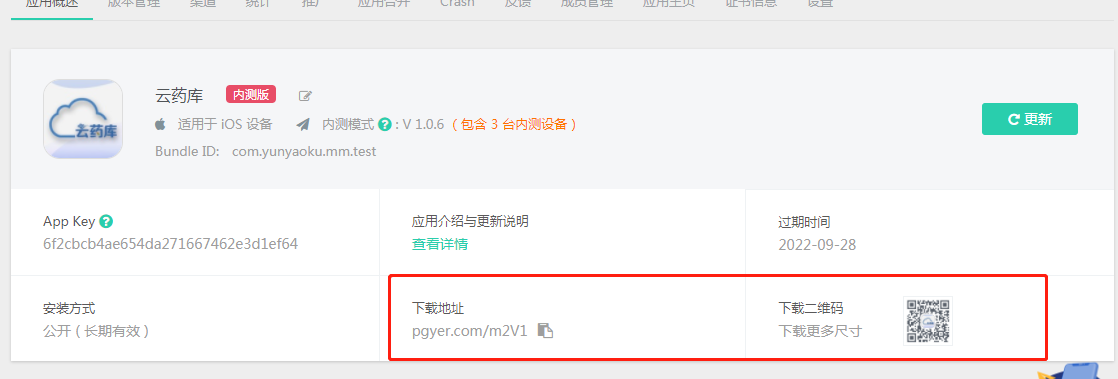 应用概述 版本管理 渠道 统计 推广 应用合并 Crash 反馈 成员管理 应用主页 证书信息 设置
云药库
云药库 内测版
适用于 iOS 设备 内测模式 ? : V 1.0.6 ( 包含 3 台内测设备 )
更新
Bundle ID: com.yunyaoku.mm.test
App Key ?
6f2cbcb4ae654da271667462e3d1ef64
应用介绍与更新说明
查看详情
过期时间
2022-09-28
安装方式
公开 ( 长期有效 )
下载地址
pgyer.com/m2V1
下载二维码
下载更多尺寸